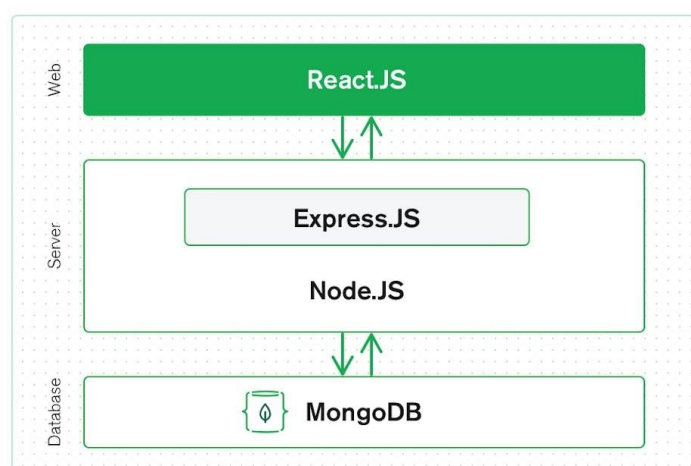 Web
React.JS
Server
Express.JS
Node.JS
Database
MongoDB